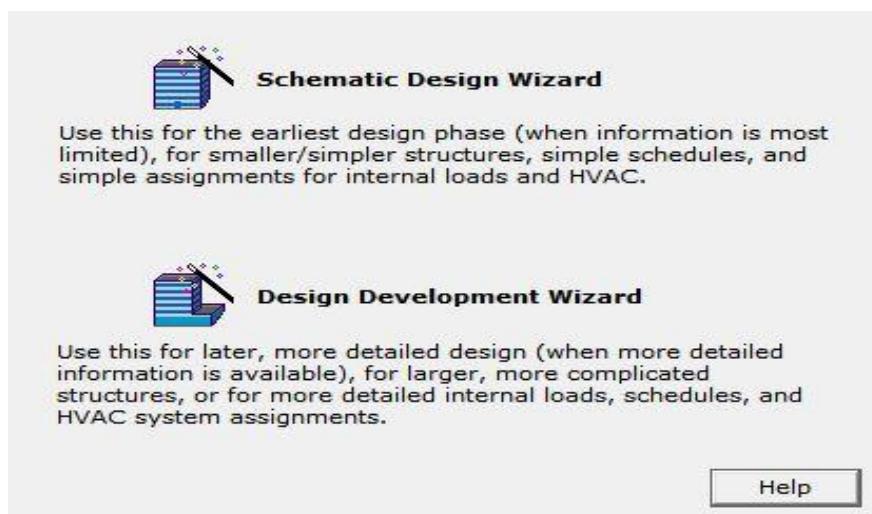 Schematic Design Wizard
Use this for the earliest design phase (when information is most
limited), for smaller/simpler structures, simple schedules, and
simple assignments for internal loads and HVAC.
Design Development Wizard
Use this for later, more detailed design (when more detailed
information is available), for larger, more complicated
structures, or for more detailed internal loads, schedules, and
HVAC system assignments.
Help